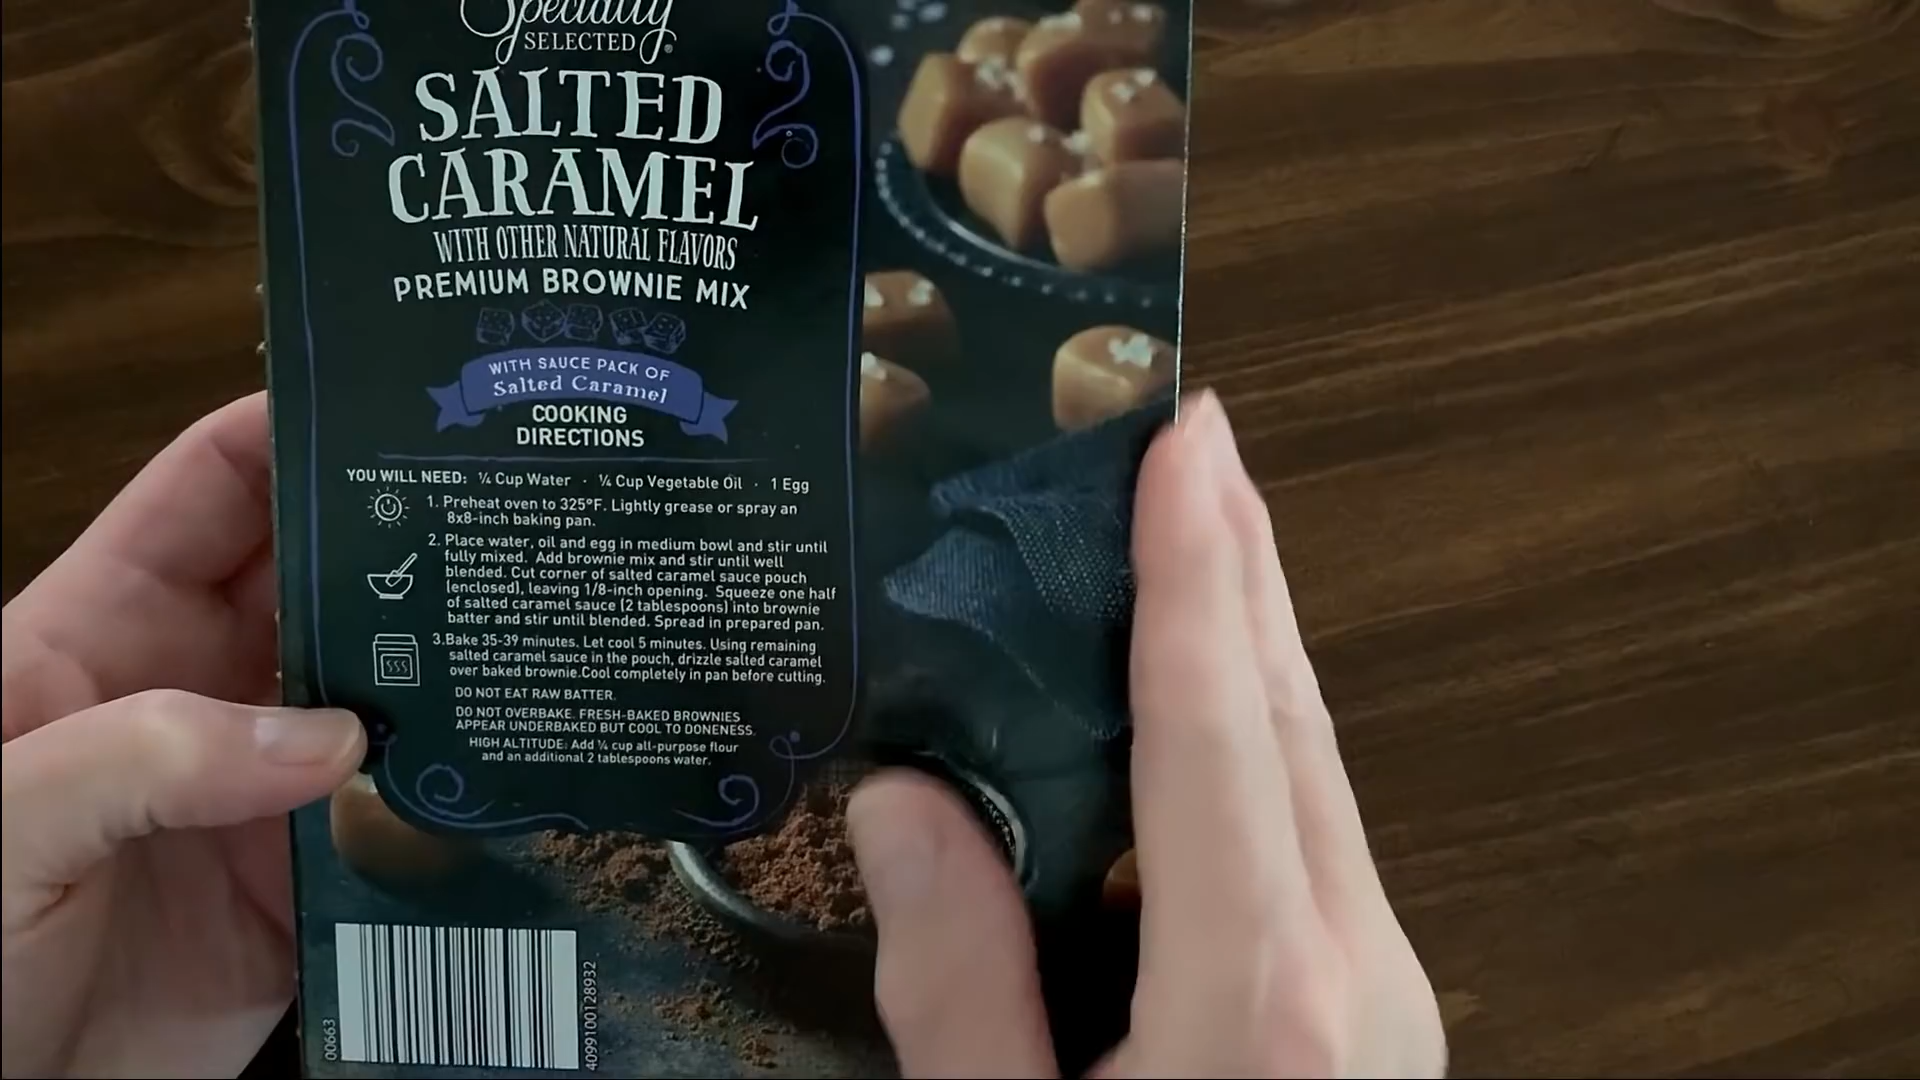 Specialty
SELECTED®
SALTED
CARAMEL
WITH OTHER NATURAL FLAVORS
PREMIUM BROWNIE MIX
WITH SAUCE PACK OF
Salted Caramel
COOKING
DIRECTIONS
YOU WILL NEED: ¼ Cup Water · ¼ Cup Vegetable Oil · 1 Egg
1. Preheat oven to 325°F. Lightly grease or spray an
8x8-inch baking pan.
2. Place water, oil and egg in medium bowl and stir until
fully mixed. Add brownie mix and stir until well
blended. Cut corner of salted caramel sauce pouch
(enclosed), leaving 1/8-inch opening. Squeeze one half
of salted caramel sauce (2 tablespoons) into brownie
batter and stir until blended. Spread in prepared pan.
3.Bake 35-39 minutes. Let cool 5 minutes. Using remaining
salted caramel sauce in the pouch, drizzle salted caramel
over baked brownie.Cool completely in pan before cutting.
DO NOT EAT RAW BATTER.
DO NOT OVERBAKE. FRESH-BAKED BROWNIES
APPEAR UNDERBAKED BUT COOL TO DONENESS.
HIGH ALTITUDE: Add ¼ cup all-purpose flour
and an additional 2 tablespoons water.
00663
4099100128932